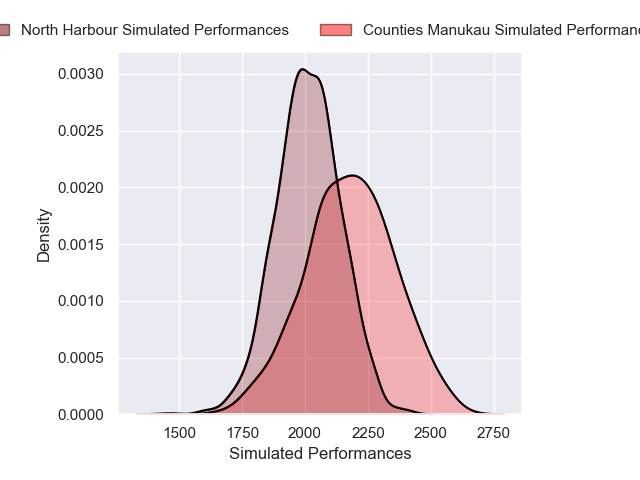 North Harbour Simulated Performances Counties Manukau Simulated
0.0030
0.0025
0.0020
0.0015
0.0010
0.0005
0.0000
Density
1500 1750 2000 2250 2500 2750
Simulated Performances